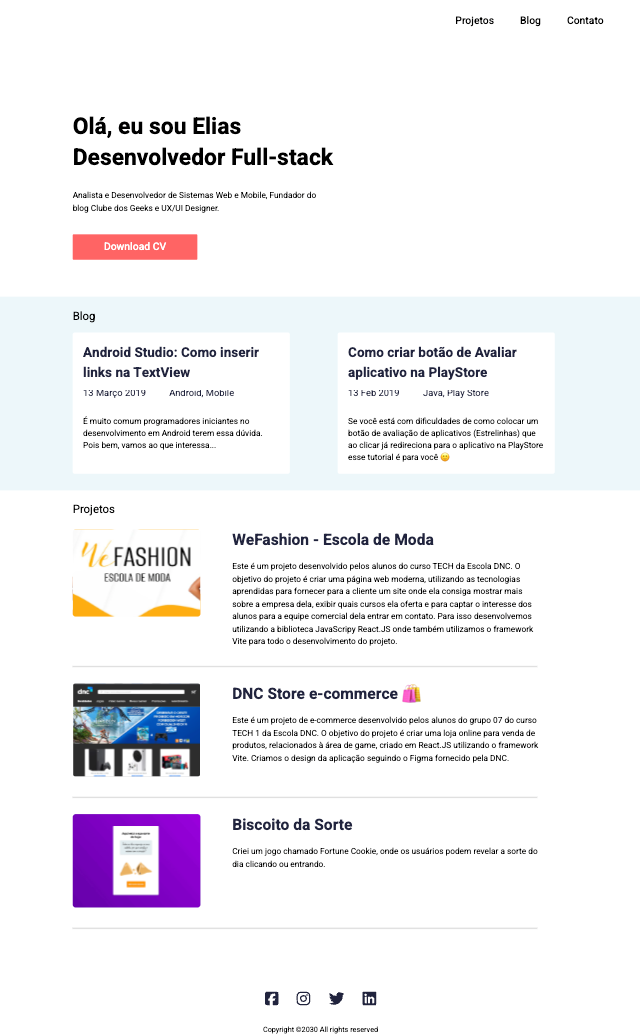 Projetos Blog Contato
Olá, eu sou Elias
Desenvolvedor Full-stack
Analista e Desenvolvedor de Sistemas Web e Mobile, Fundador do
blog Clube dos Geeks e UX/UI Designer.
Download CV
Blog
Android Studio: Como inserir
links na TextView
13 Março 2019 Android, Mobile
É muito comum programadores iniciantes no
desenvolvimento em Android terem essa dúvida.
Pois bem, vamos ao que interessa...
Como criar botão de Avaliar
aplicativo na PlayStore
13 Feb 2019 Java, Play Store
Se você está com dificuldades de como colocar um
botão de avaliação de aplicativos (Estrelinhas) que
ao clicar já redireciona para o aplicativo na PlayStore
esse tutorial é para você 😀
Projetos
We FASHION
ESCOLA DE MODA
WeFashion - Escola de Moda
Este é um projeto desenvolvido pelos alunos do curso TECH da Escola DNC. O
objetivo do projeto é criar uma página web moderna, utilizando as tecnologias
aprendidas para fornecer para a cliente um site onde ela consiga mostrar mais
sobre a empresa dela, exibir quais cursos ela oferta e para captar o interesse dos
alunos para a equipe comercial dela entrar em contato. Para isso desenvolvemos
utilizando a biblioteca JavaScripy React.JS onde também utilizamos o framework
Vite para todo o desenvolvimento do projeto.
dnc
DNC Store e-commerce 🛍️
Este é um projeto de e-commerce desenvolvido pelos alunos do grupo 07 do curso
TECH 1 da Escola DNC. O objetivo do projeto é criar uma loja online para venda de
produtos, relacionados à área de game, criado em React.JS utilizando o framework
Vite. Criamos o design da aplicação seguindo o Figma fornecido pela DNC.
Biscoito da Sorte
Criei um jogo chamado Fortune Cookie, onde os usuários podem revelar a sorte do
dia clicando ou entrando.
Copyright ©2030 All rights reserved